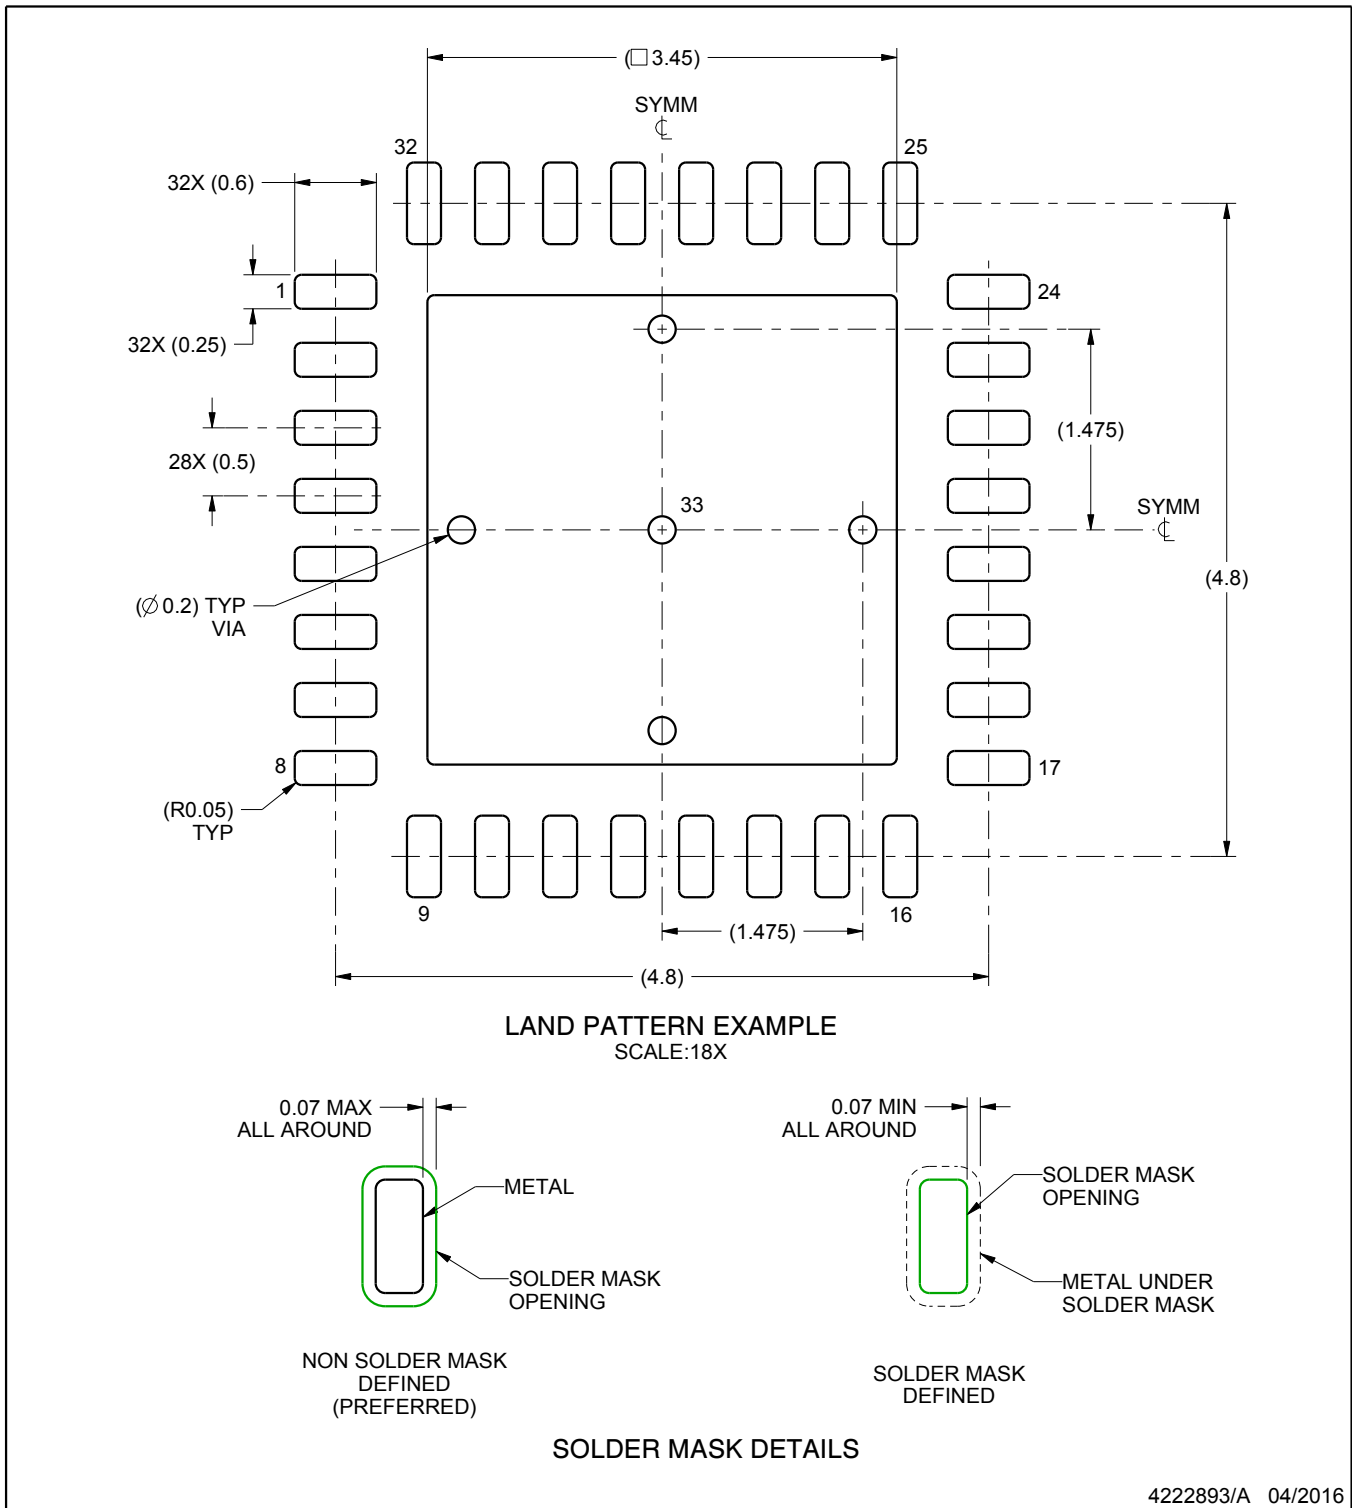 (□ 3.45)
SYMM
℄
32
25
32X (0.6)
1
24
32X (0.25)
(1.475)
28X (0.5)
33
SYMM
℄
(4.8)
(∅ 0.2) TYP
VIA
8
17
(R0.05)
TYP
9
16
(1.475)
(4.8)
LAND PATTERN EXAMPLE
SCALE:18X
0.07 MAX
ALL AROUND
METAL
SOLDER MASK
OPENING
NON SOLDER MASK
DEFINED
(PREFERRED)
0.07 MIN
ALL AROUND
SOLDER MASK
OPENING
METAL UNDER
SOLDER MASK
SOLDER MASK
DEFINED
SOLDER MASK DETAILS
4222893/A 04/2016